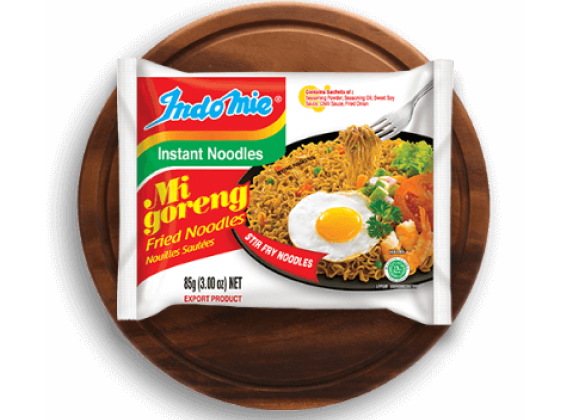 Indomie®
Contains Sachets of :
Seasoning Powder, Seasoning Oil, Sweet Soy
Sauce, Chilli Sauce, Fried Onion
Instant Noodles
Mi
goreng
Fried Noodles
Nouilles Sautées
STIR FRY NOODLES
85g (3.00 oz) NET
EXPORT PRODUCT